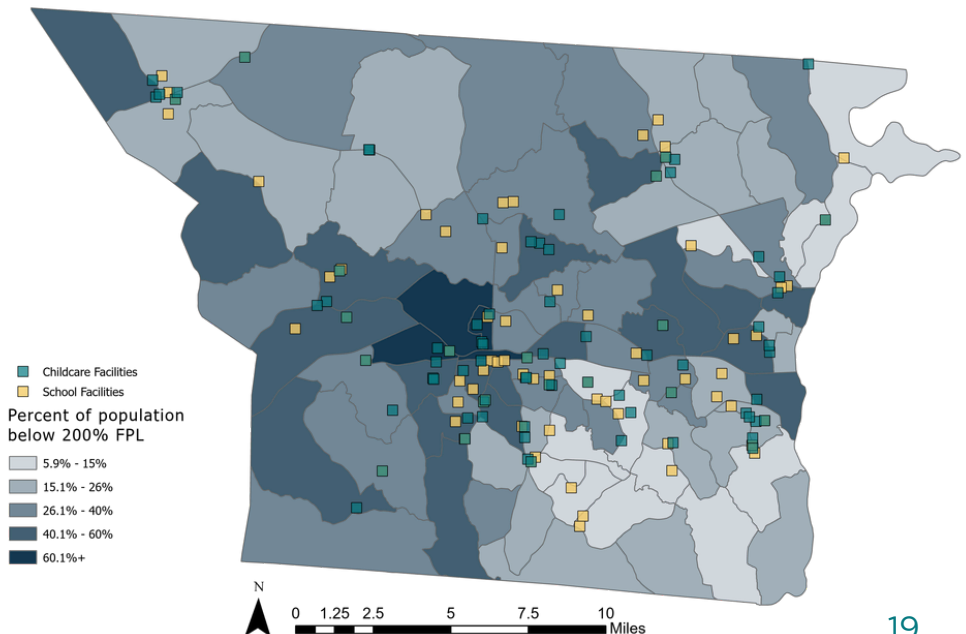 Childcare Facilities
School Facilities
Percent of population
below 200% FPL
5.9% - 15%
15.1% - 26%
26.1% - 40%
40.1% - 60%
60.1%+
N
0 1.25 2.5 5 7.5 10
Miles
19